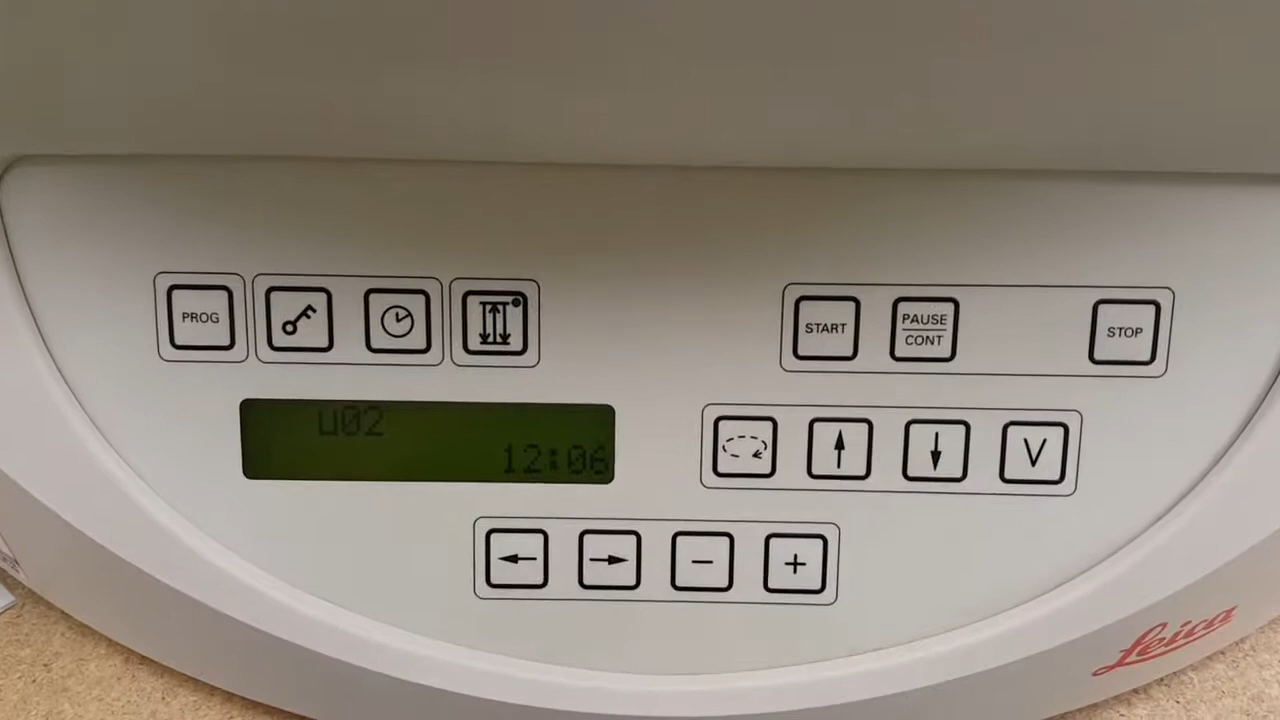 PROG
START
PAUSE
CONT
STOP
u02
12:06
V
− +
Leica